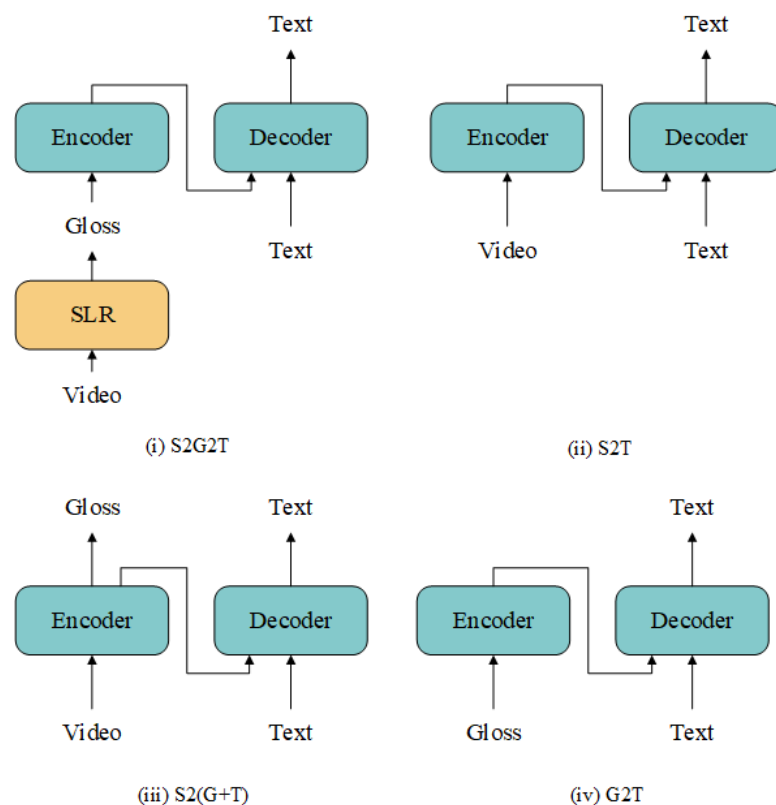 Text
Text
Encoder
Decoder
Encoder
Decoder
Gloss
Text
Video
Text
SLR
Video
(i) S2G2T
(ii) S2T
Gloss
Text
Text
Encoder
Decoder
Encoder
Decoder
Video
Text
Gloss
Text
(iii) S2(G+T)
(iv) G2T